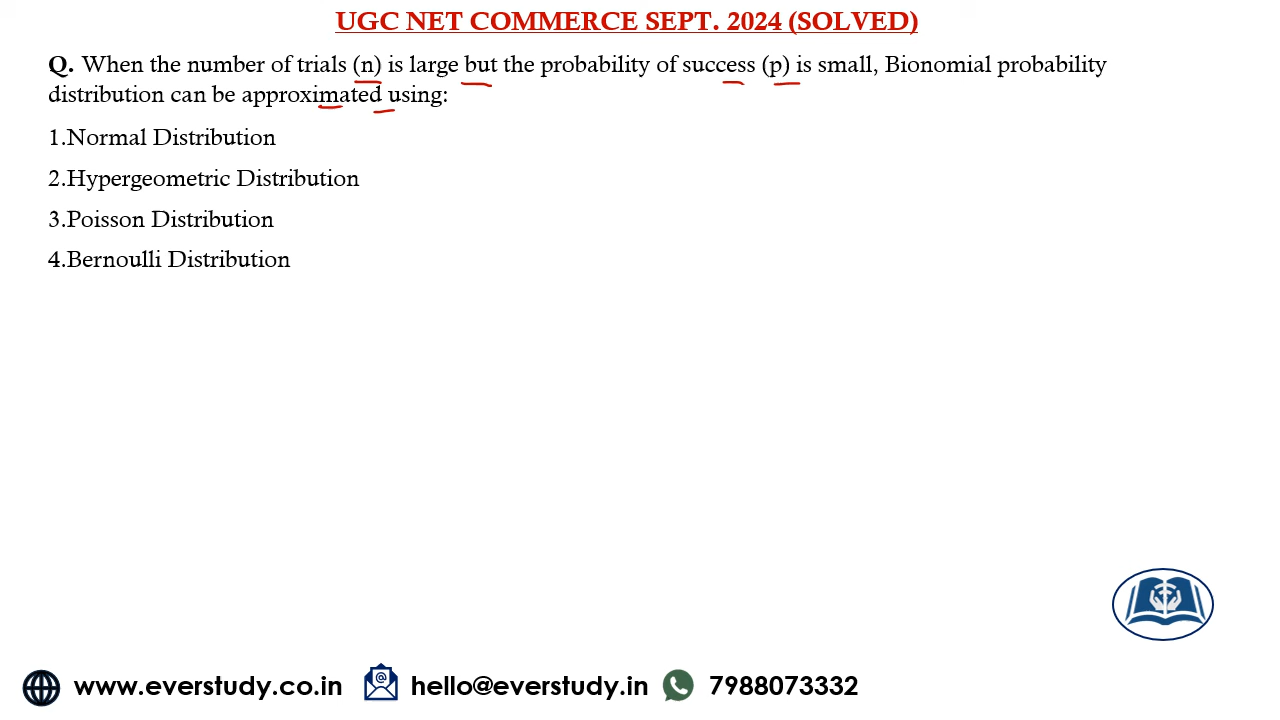 UGC NET COMMERCE SEPT. 2024 (SOLVED)
Q. When the number of trials (n) is large but the probability of success (p) is small, Bionomial probability
distribution can be approximated using:
1.Normal Distribution
2.Hypergeometric Distribution
3.Poisson Distribution
4.Bernoulli Distribution
www.everstudy.co.in hello@everstudy.in 7988073332